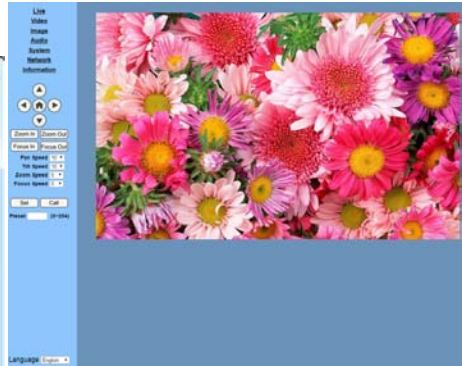 Live
Video
Image
Audio
System
Network
Information
Zoom In Zoom Out
Focus In Focus Out
Pan Speed
Tilt Speed
Zoom Speed
Focus Speed
Set Call
Preset (0~254)
Language English